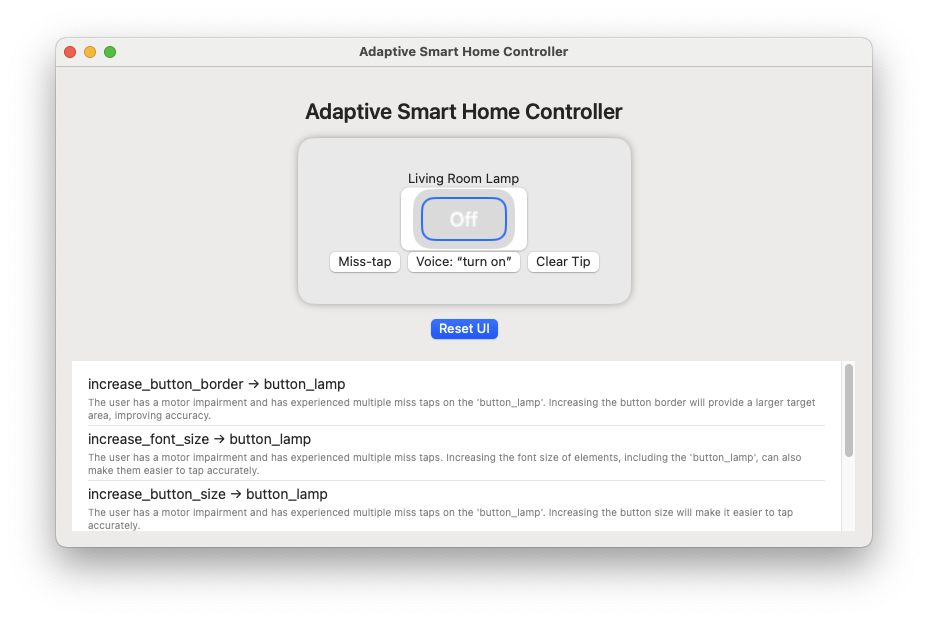 Adaptive Smart Home Controller
Adaptive Smart Home Controller
Living Room Lamp
Off
Miss-tap Voice: “turn on” Clear Tip
Reset UI
increase_button_border → button_lamp
The user has a motor impairment and has experienced multiple miss taps on the 'button_lamp'. Increasing the button border will provide a larger target
area, improving accuracy.
increase_font_size → button_lamp
The user has a motor impairment and has experienced multiple miss taps. Increasing the font size of elements, including the 'button_lamp', can also
make them easier to tap accurately.
increase_button_size → button_lamp
The user has a motor impairment and has experienced multiple miss taps on the 'button_lamp'. Increasing the button size will make it easier to tap
accurately.